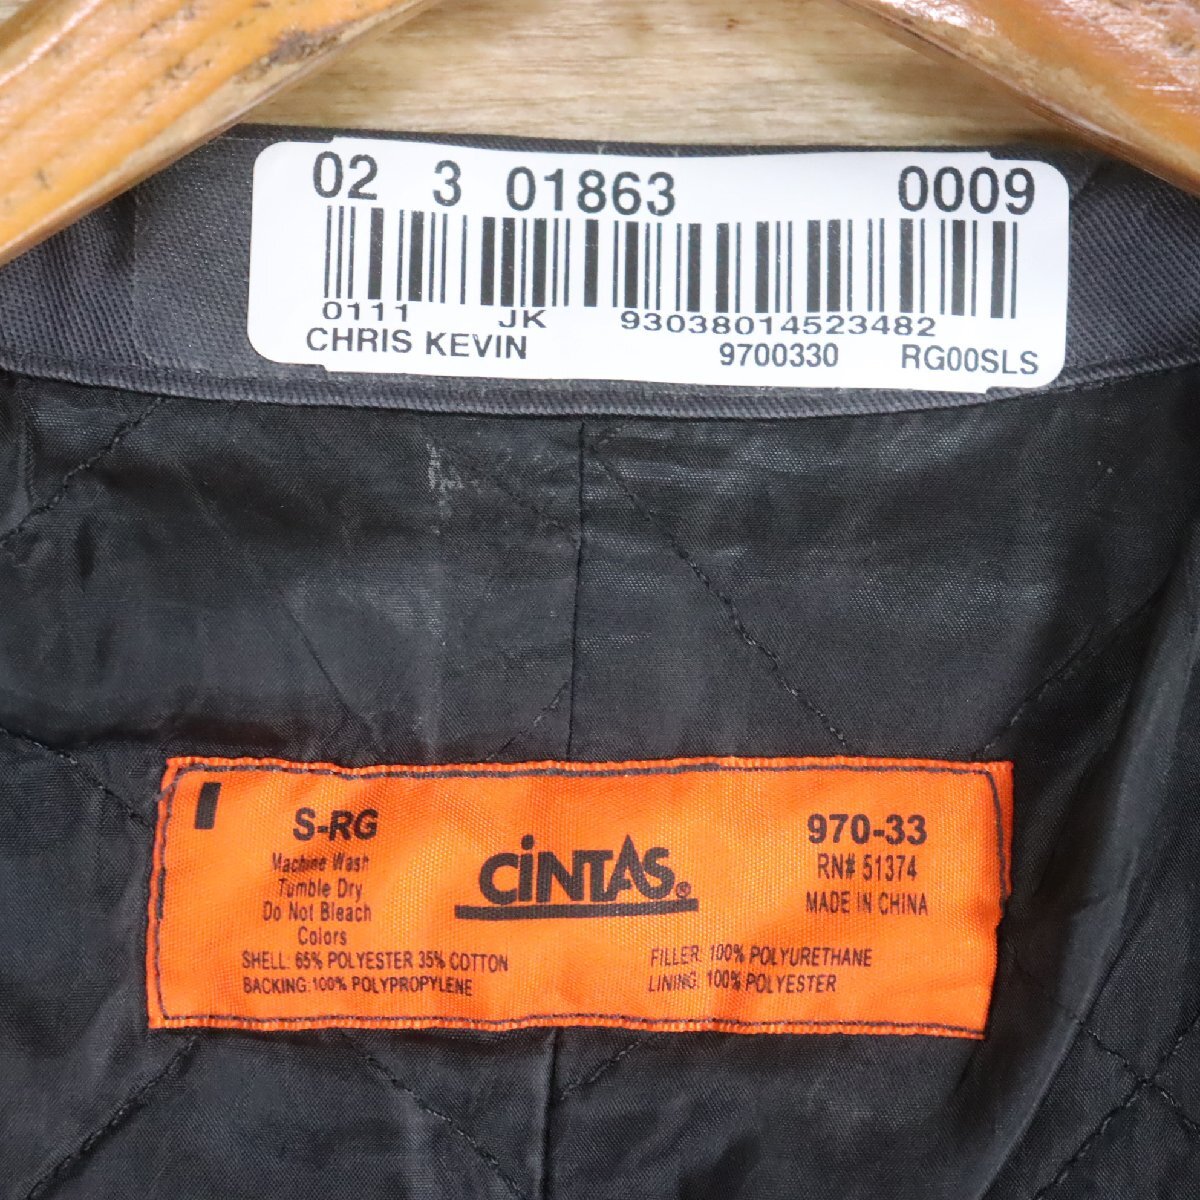 02 3 01863 0009
0111 JK 93038014523482
CHRIS KEVIN 9700330 RG00SLS
S-RG
Machine Wash
Tumble Dry
Do Not Bleach
Colors
CiNTAS®
970-33
RN# 51374
MADE IN CHINA
SHELL: 65% POLYESTER 35% COTTON
BACKING: 100% POLYPROPYLENE
FILLER: 100% POLYURETHANE
LINING: 100% POLYESTER